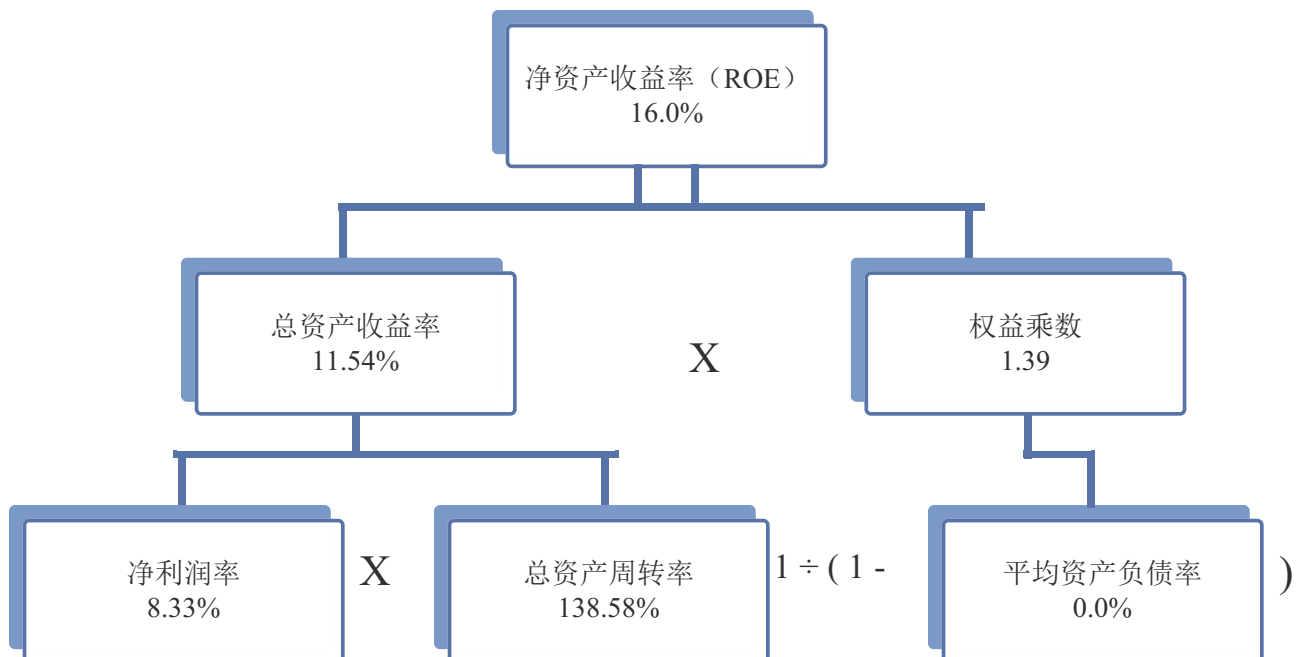 净资产收益率（ROE）
16.0%
总资产收益率
11.54%
X
权益乘数
1.39
净利润率
8.33%
X
总资产周转率
138.58%
1 ÷ ( 1 -
平均资产负债率
0.0%
)